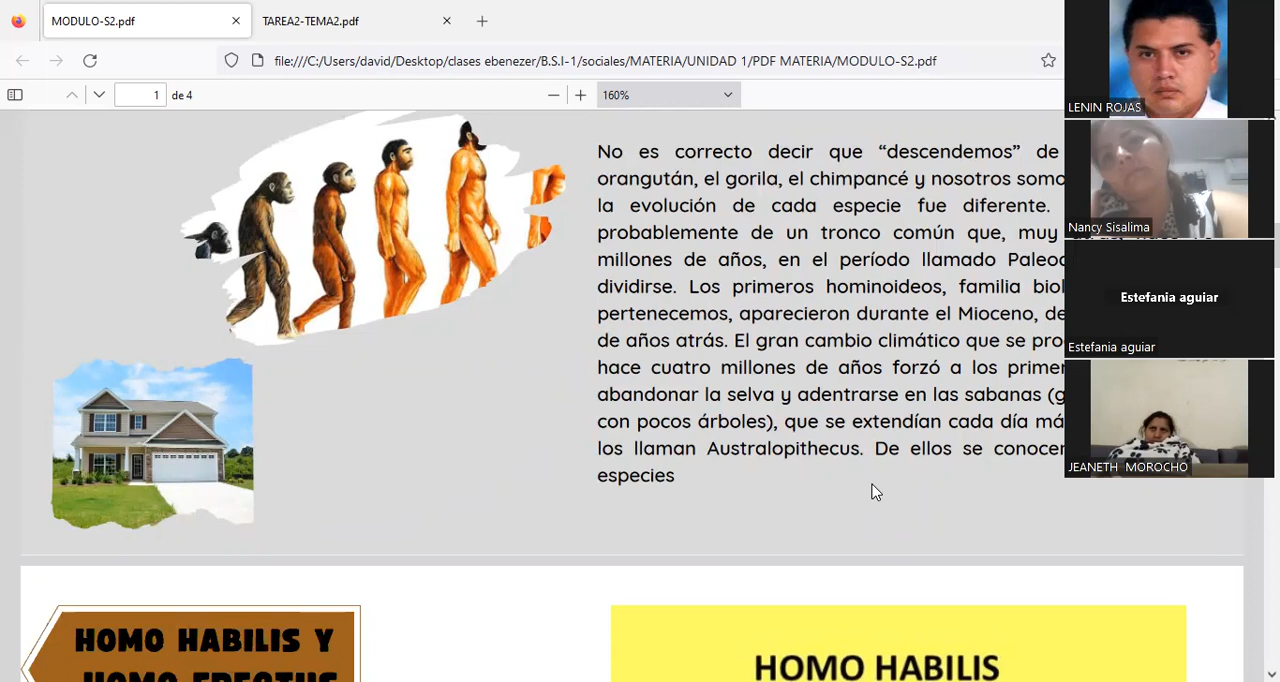 MODULO-S2.pdf
TAREA2-TEMA2.pdf
file:///C:/Users/david/Desktop/clases ebenezer/B.S.I-1/sociales/MATERIA/UNIDAD 1/PDF MATERIA/MODULO-S2.pdf
1 de 4
160%
No es correcto decir que “descendemos” de
orangután, el gorila, el chimpancé y nosotros somo
la evolución de cada especie fue diferente.
probablemente de un tronco común que, muy
millones de años, en el período llamado Paleoc
dividirse. Los primeros hominoideos, familia biol
pertenecemos, aparecieron durante el Mioceno, de
de años atrás. El gran cambio climático que se pro
hace cuatro millones de años forzó a los primer
abandonar la selva y adentrarse en las sabanas (g
con pocos árboles), que se extendían cada día má
los llaman Australopithecus. De ellos se conocen
especies
HOMO HABILIS Y
HOMO ERECTUS
HOMO HABILIS
LENIN ROJAS
Nancy Sisalima
Estefania aguiar
Estefania aguiar
JEANETH MOROCHO